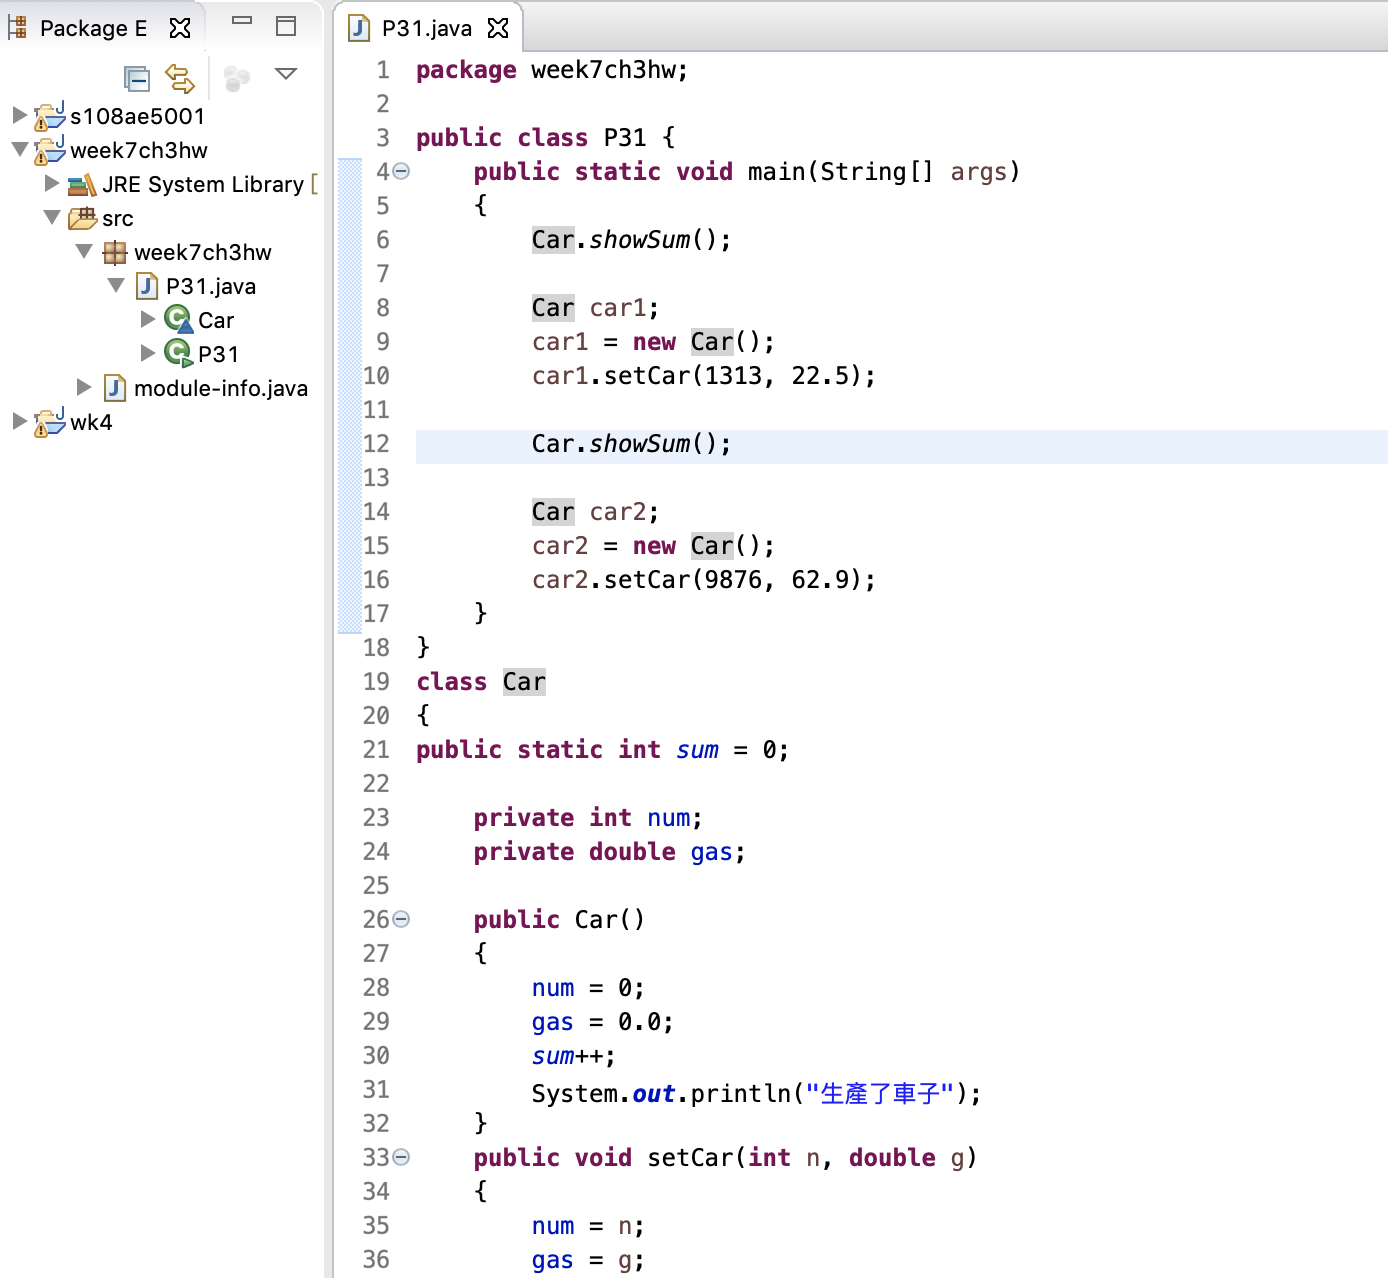 Package E
s108ae5001
week7ch3hw
JRE System Library [
src
week7ch3hw
P31.java
Car
P31
module-info.java
wk4
P31.java
1 package week7ch3hw;
2
3 public class P31 {
4 public static void main(String[] args)
5 {
6 Car.showSum();
7
8 Car car1;
9 car1 = new Car();
10 car1.setCar(1313, 22.5);
11
12 Car.showSum();
13
14 Car car2;
15 car2 = new Car();
16 car2.setCar(9876, 62.9);
17 }
18 }
19 class Car
20 {
21 public static int sum = 0;
22
23 private int num;
24 private double gas;
25
26 public Car()
27 {
28 num = 0;
29 gas = 0.0;
30 sum++;
31 System.out.println("生產了車子");
32 }
33 public void setCar(int n, double g)
34 {
35 num = n;
36 gas = g;